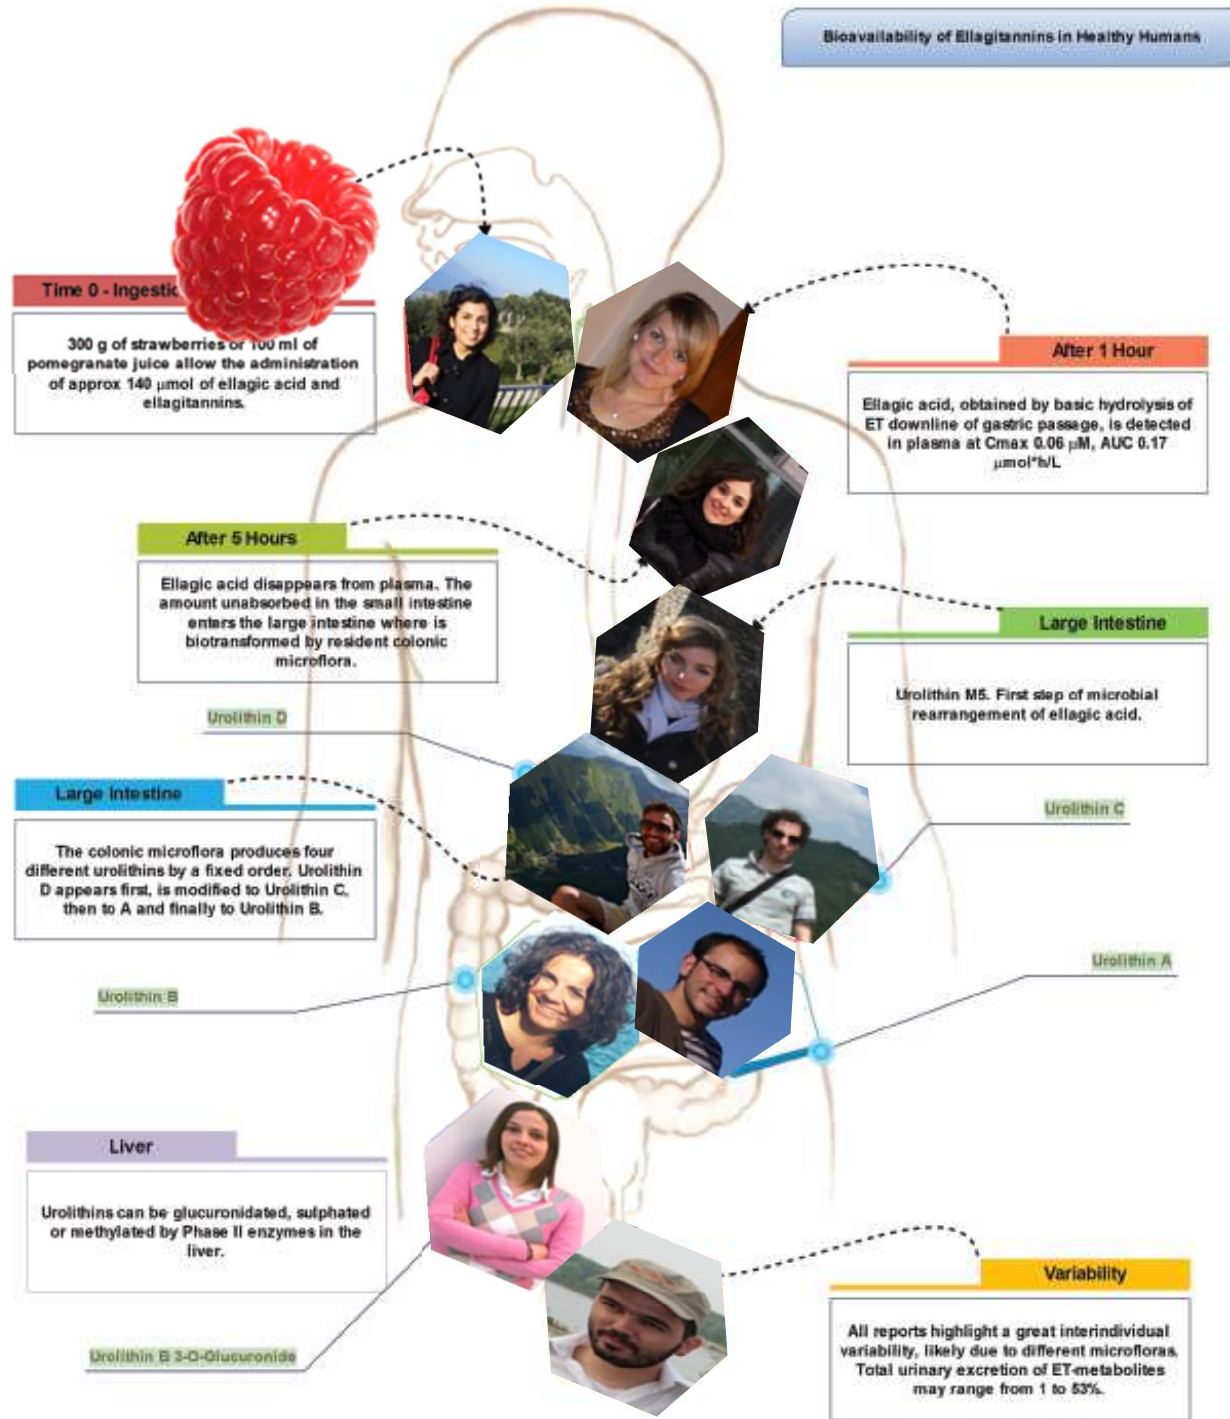 Bioavailability of Ellagitannins in Healthy Humans
Time 0 - Ingestio
300 g of strawberries or 100 ml of
pomegranate juice allow the administration
of approx 140 μmol of ellagic acid and
ellagitannins.
After 1 Hour
Ellagic acid, obtained by basic hydrolysis of
ET downline of gastric passage, is detected
in plasma at Cmax 0.06 μM, AUC 0.17
μmol*h/L
After 5 Hours
Ellagic acid disappears from plasma. The
amount unabsorbed in the small intestine
enters the large intestine where is
biotransformed by resident colonic
microflora.
Large Intestine
Urolithin M5. First step of microbial
rearrangement of ellagic acid.
Urolithin D
Large Intestine
The colonic microflora produces four
different urolithins by a fixed order. Urolithin
D appears first, is modified to Urolithin C,
then to A and finally to Urolithin B.
Urolithin C
Urolithin A
Urolithin B
Liver
Urolithins can be glucuronidated, sulphated
or methylated by Phase II enzymes in the
liver.
Urolithin B 3-O-Glucuronide
Variability
All reports highlight a great interindividual
variability, likely due to different microfloras.
Total urinary excretion of ET-metabolites
may range from 1 to 53%.